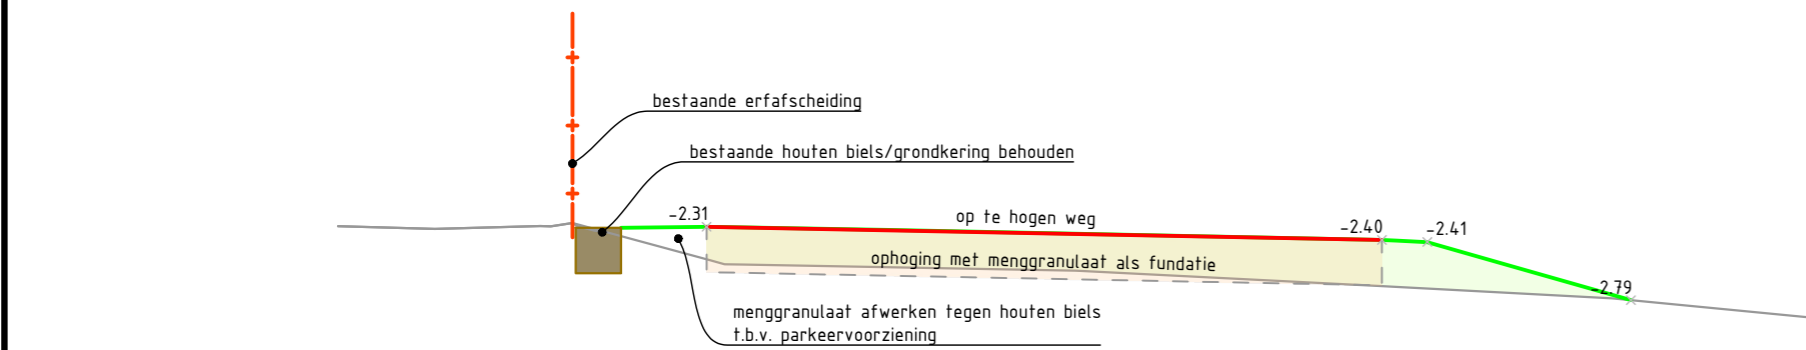 bestaande erfafscheiding
bestaande houten biels/grondkering behouden
-2.31
op te hogen weg
-2.40
-2.41
ophoging met menggranulaat als fundatie
-2.79
menggranulaat afwerken tegen houten biels
t.b.v. parkeervoorziening